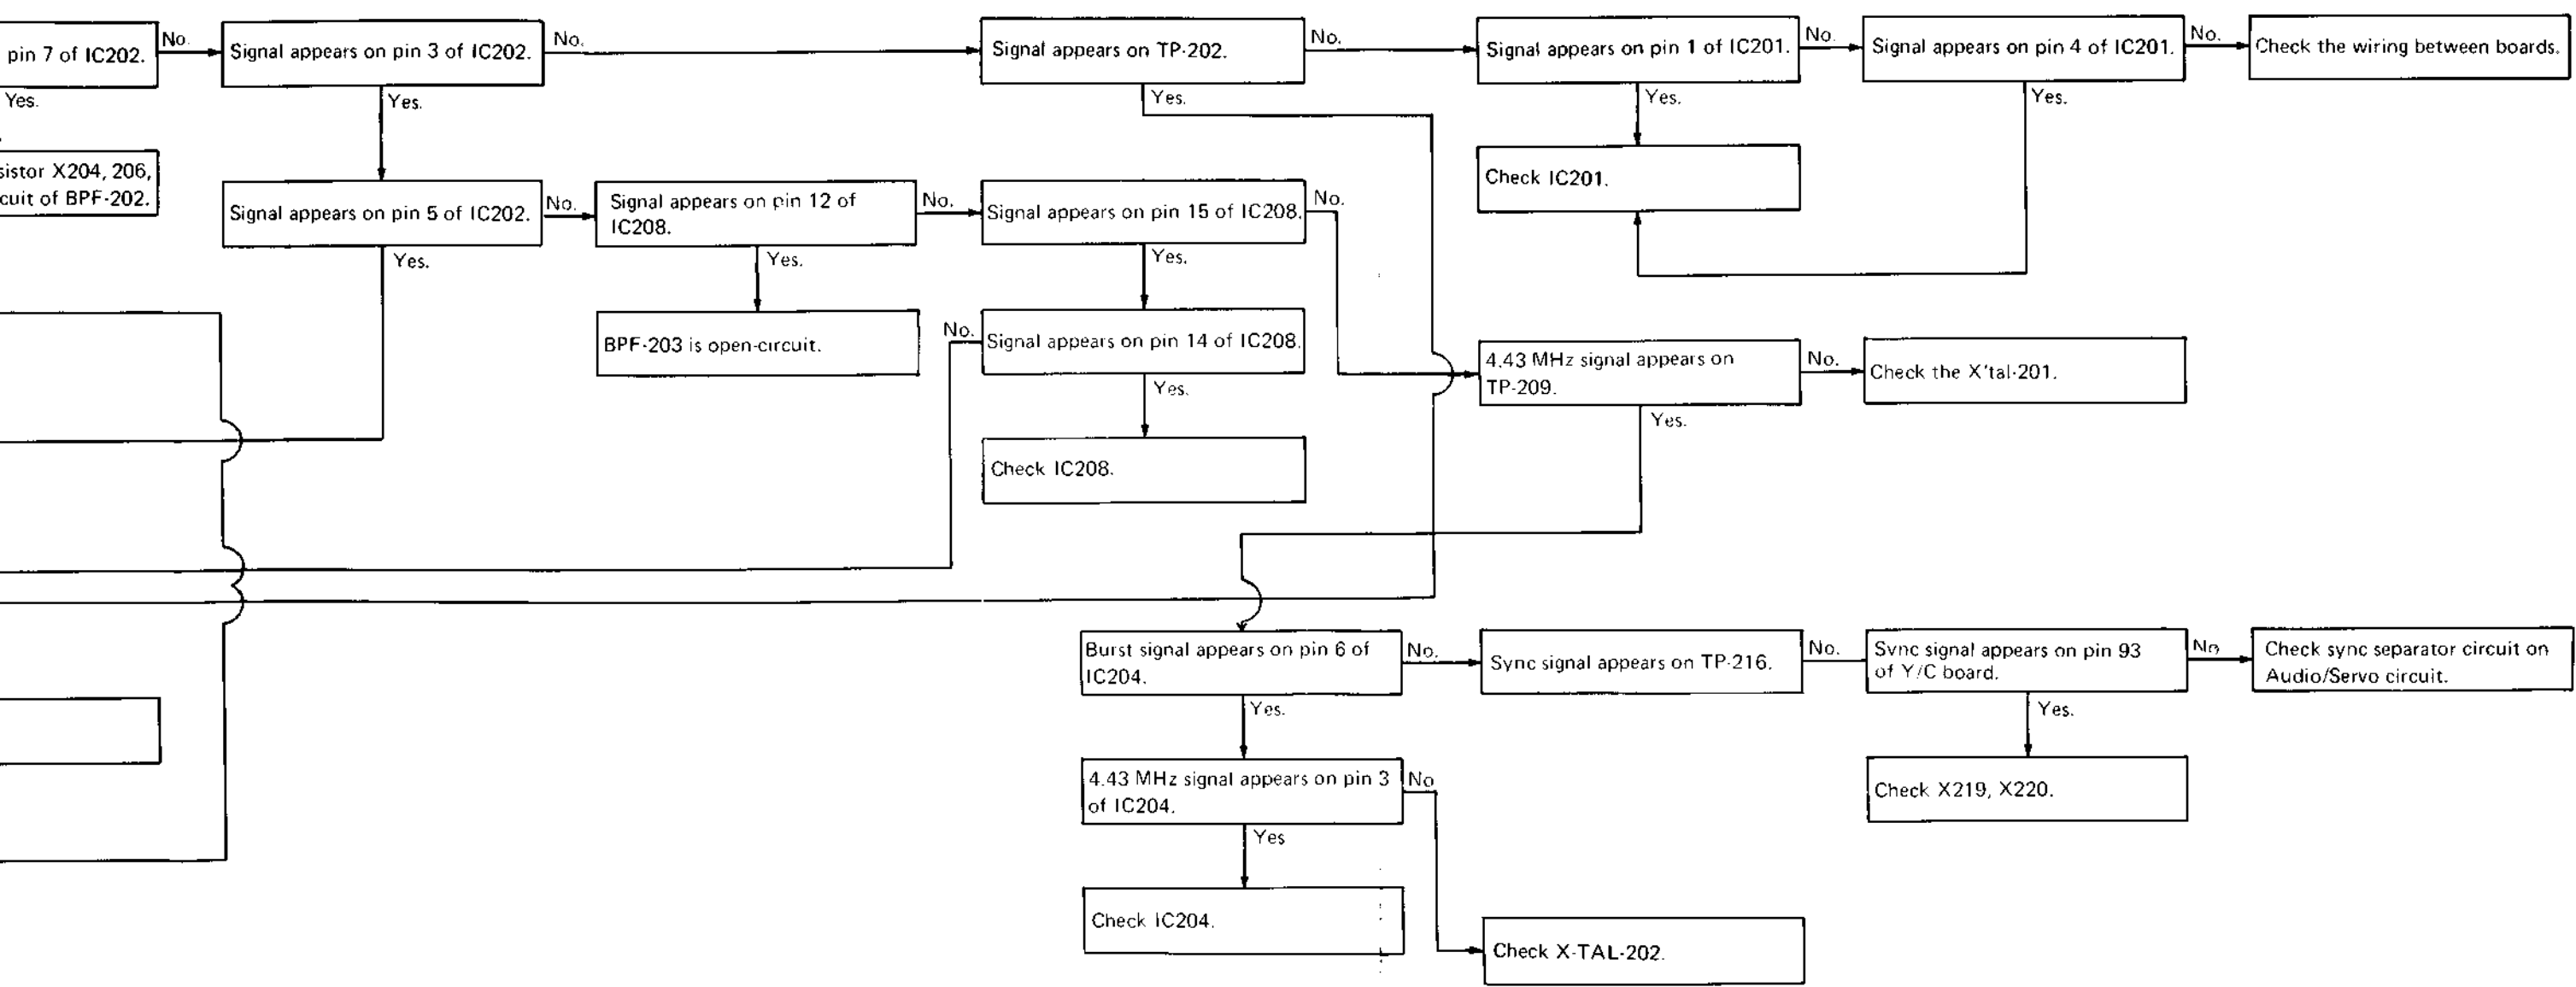 pin 7 of IC202.
No.
Signal appears on pin 3 of IC202.
No.
Signal appears on TP-202.
No.
Signal appears on pin 1 of IC201.
No.
Signal appears on pin 4 of IC201.
No.
Check the wiring between boards.
Yes.
Yes.
Yes.
Yes.
Yes.
sistor X204, 206,
cuit of BPF-202.
Check IC201.
Signal appears on pin 5 of IC202.
No.
Signal appears on pin 12 of
IC208.
No.
Signal appears on pin 15 of IC208.
No.
Yes.
Yes.
Yes.
BPF-203 is open-circuit.
No.
Signal appears on pin 14 of IC208.
4.43 MHz signal appears on
TP-209.
No.
Check the X'tal-201.
Yes.
Yes.
Check IC208.
Burst signal appears on pin 6 of
IC204.
No.
Sync signal appears on TP-216.
No.
Sync signal appears on pin 93
of Y/C board.
No
Check sync separator circuit on
Audio/Servo circuit.
Yes.
Yes.
4.43 MHz signal appears on pin 3
of IC204.
No
Check X219, X220.
Yes
Check IC204.
Check X-TAL-202.